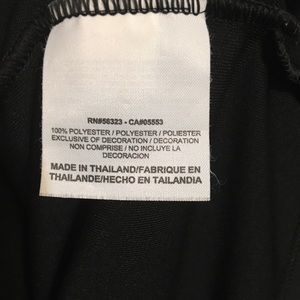 RN#56323 - CA#05553
100% POLYESTER / POLYESTER / POLIESTER
EXCLUSIVE OF DECORATION / DECORATION
NON COMPRISE / NO INCLUYE LA
DECORACION
MADE IN THAILAND/FABRIQUE EN
THAILANDE/HECHO EN TAILANDIA